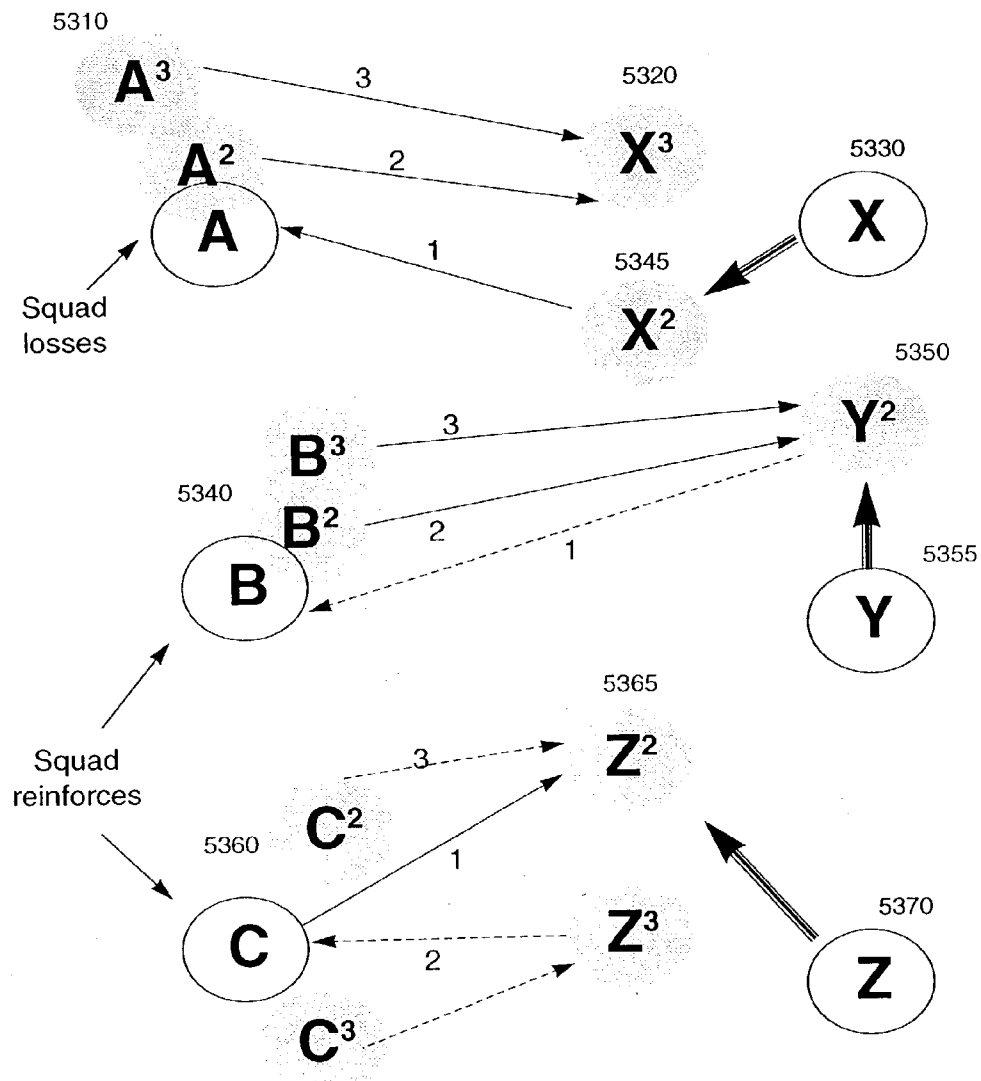 5310
A³
3
5320
X³
A²
2
5330
X
A
1
5345
X²
Squad
losses
5350
Y²
B³
3
5340
B²
2
1
B
5355
Y
5365
Z²
Squad
reinforces
3
C²
5360
1
C
Z³
2
5370
Z
C³